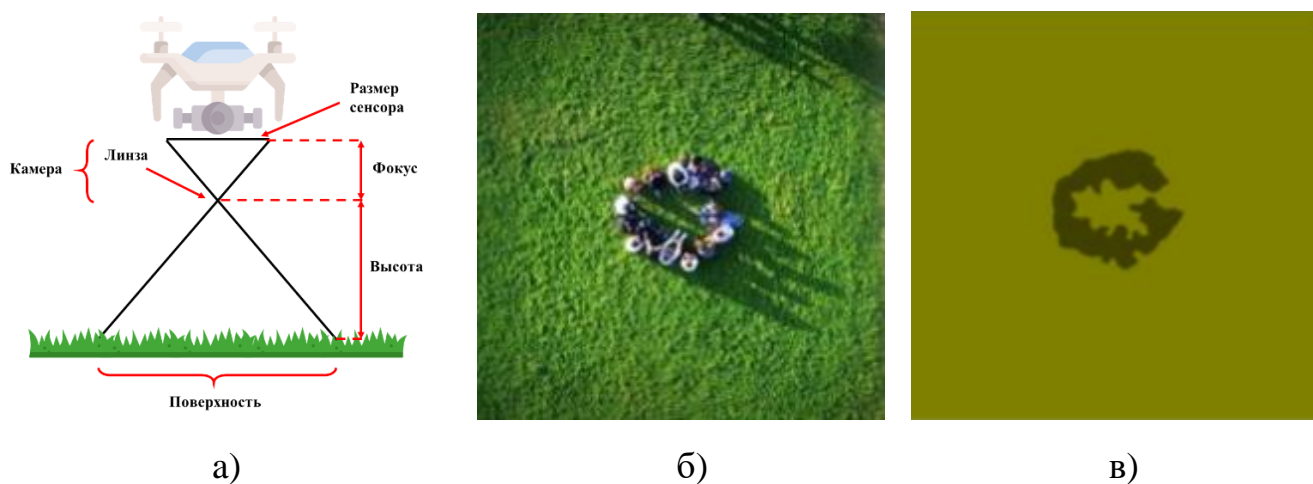 Размер
сенсора
Камера
Линза
Фокус
Высота
Поверхность
а)
б)
в)